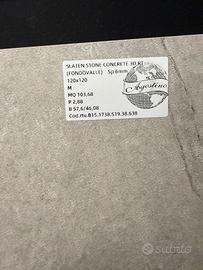 SLATEN STONE CONCRETE 3D RT
(FONDOVALLE) Sp 6mm
120x120
M
MQ 103,68
P 2,88
B 57,6/46,08
Cod.rtu.B15.3738.519.38.638
Agostino
subito